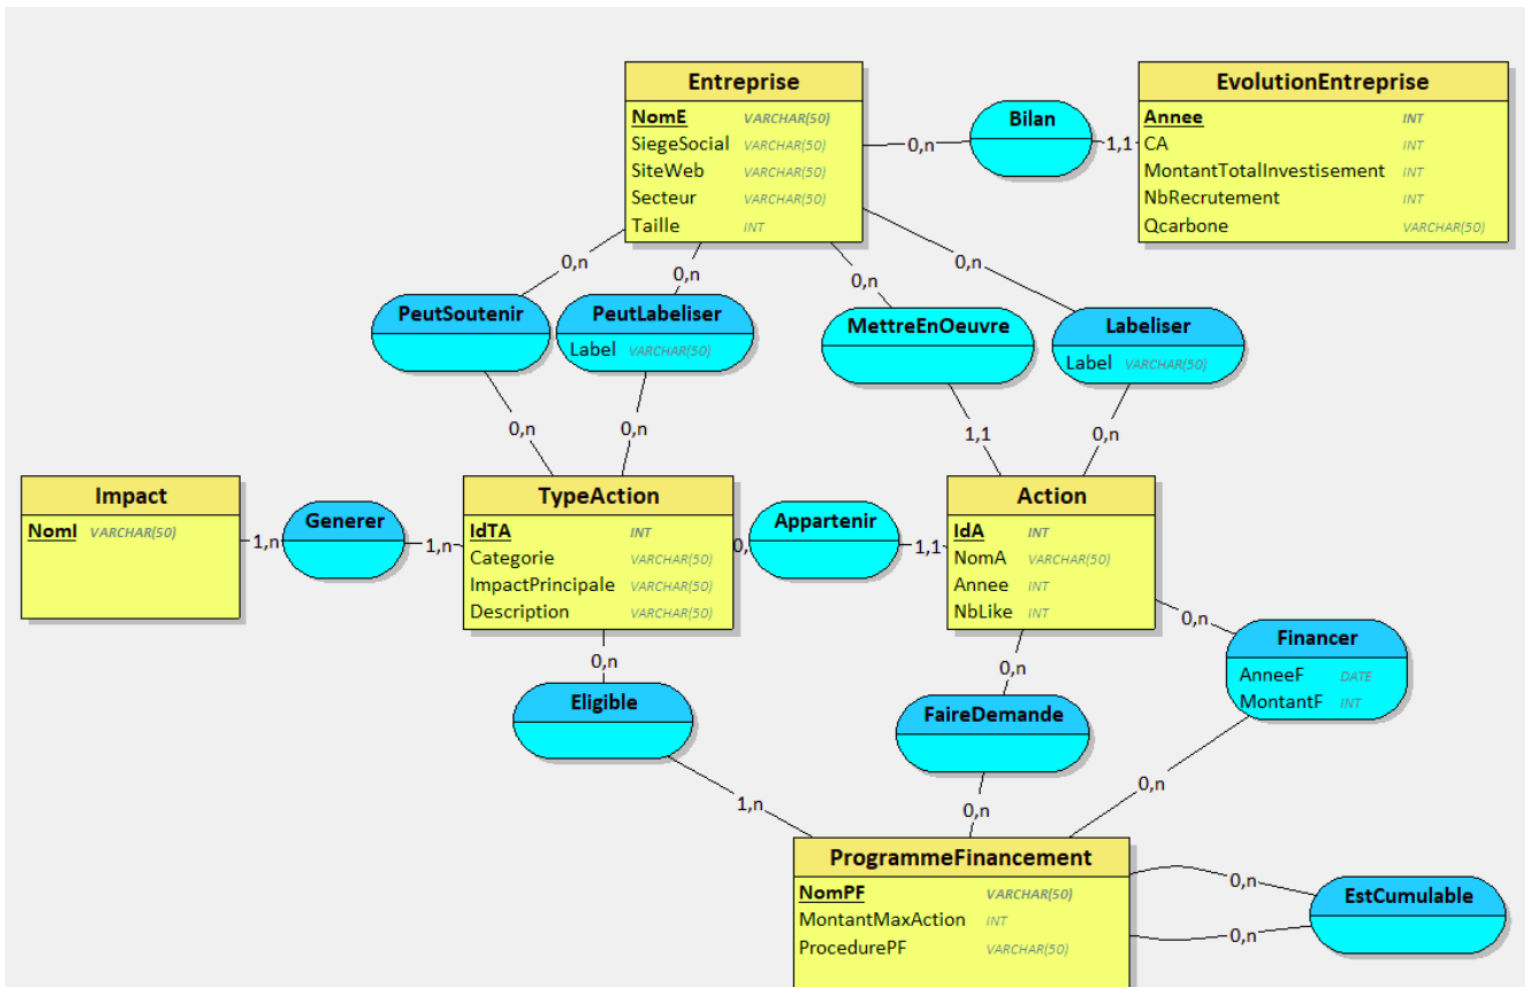 Entreprise
NomE VARCHAR(50)
SiegeSocial VARCHAR(50)
SiteWeb VARCHAR(50)
Secteur VARCHAR(50)
Taille INT
0,n
Bilan
1,1
EvolutionEntreprise
Annee INT
CA INT
MontantTotalInvestisement INT
NbRecrutement INT
Qcarbone VARCHAR(50)
0,n
0,n
0,n
0,n
PeutSoutenir
PeutLabeliser
Label VARCHAR(50)
MettreEnOeuvre
Labeliser
Label VARCHAR(50)
0,n
0,n
1,1
0,n
Impact
NomI VARCHAR(50)
1,n
Generer
1,n
TypeAction
IdTA INT
Categorie VARCHAR(50)
ImpactPrincipale VARCHAR(50)
Description VARCHAR(50)
0,
Appartenir
1,1
Action
IdA INT
NomA VARCHAR(50)
Annee INT
NbLike INT
0,n
Eligible
1,n
0,n
FaireDemande
0,n
0,n
Financer
AnneeF DATE
MontantF INT
0,n
ProgrammeFinancement
NomPF VARCHAR(50)
MontantMaxAction INT
ProcedurePF VARCHAR(50)
0,n
EstCumulable
0,n